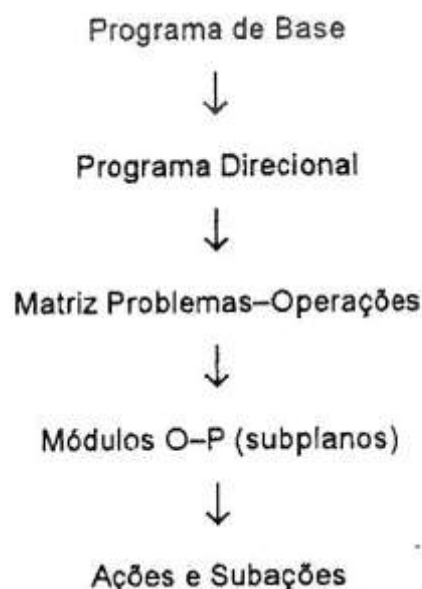 Programa de Base
↓
Programa Direcional
↓
Matriz Problemas–Operações
↓
Módulos O–P (subplanos)
↓
Ações e Subações